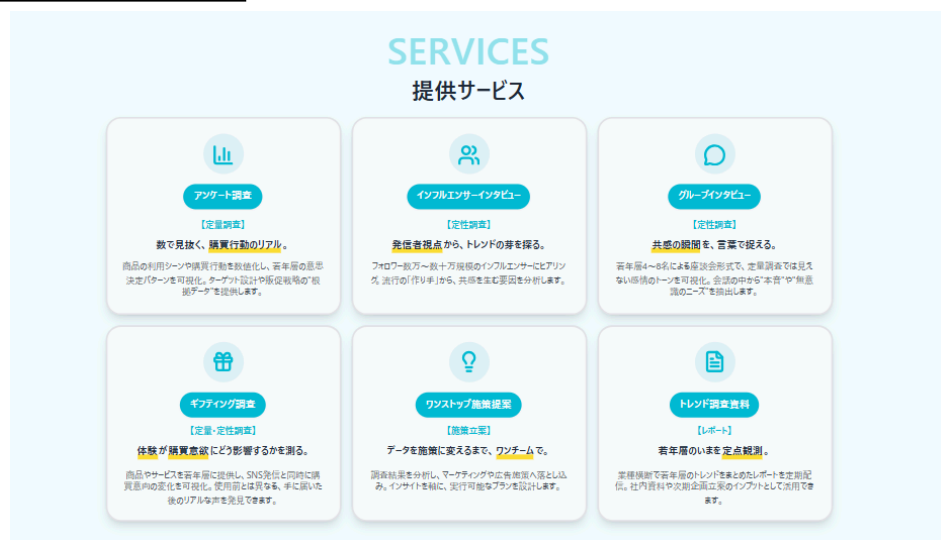 SERVICES
提供サービス
アンケート調査
【定量調査】
数で見抜く、購買行動のリアル。
商品の利用シーンや購買行動を数値化し、若年層の意思
決定パターンを可視化。ターゲット設計や販促戦略の“根
拠データ”を提供します。
インフルエンサーインタビュー
【定性調査】
発信者視点から、トレンドの芽を探る。
フォロワー数万～数十万規模のインフルエンサーにヒアリン
グ。流行の「作り手」から、共感を生む要因を分析します。
グループインタビュー
【定性調査】
共感の瞬間を、言葉で捉える。
若年層4～6名による座談会形式で、定量調査では見え
ない感情のトーンを可視化。会話の中から“本音”や“無意
識のニーズ”を抽出します。
ギフティング調査
【定量・定性調査】
体験が購買意欲にどう影響するかを測る。
商品やサービスを若年層に提供し、SNS発信と同時に購
買意向の変化を可視化。使用前とは異なる、手に届いた
後のリアルな声を発見できます。
ワンストップ施策提案
【施策立案】
データを施策に変えるまで、ワンチームで。
調査結果を分析し、マーケティングや広告施策へ落とし込
み。インサイトを軸に、実行可能なプランを設計します。
トレンド調査資料
【レポート】
若年層のいまを定点観測。
業種横断で若年層のトレンドをまとめたレポートを定期配
信。社内資料や次期企画立案のインプットとして活用でき
ます。